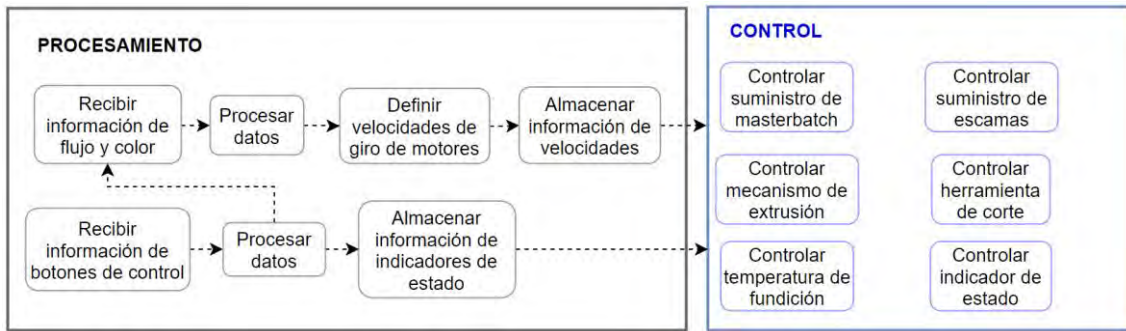 PROCESAMIENTO
Recibir
información de
flujo y color
Procesar
datos
Definir
velocidades de
giro de motores
Almacenar
información de
velocidades
Recibir
información de
botones de control
Procesar
datos
Almacenar
información de
indicadores de
estado
CONTROL
Controlar
suministro de
masterbatch
Controlar
suministro de
escamas
Controlar
mecanismo de
extrusión
Controlar
herramienta
de corte
Controlar
temperatura de
fundición
Controlar
indicador de
estado